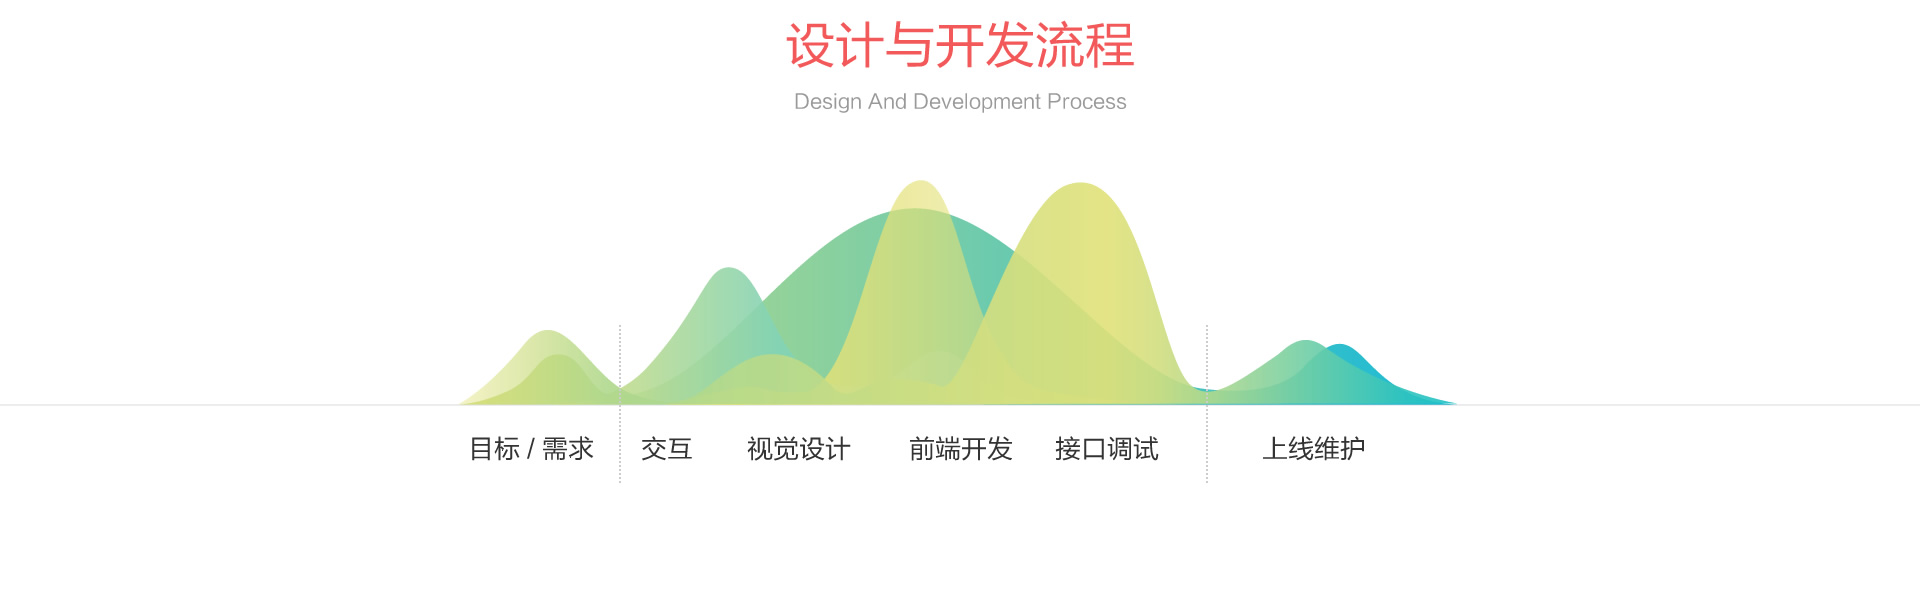 设计与开发流程
Design And Development Process
目标 / 需求 交互 视觉设计 前端开发 接口调试 上线维护